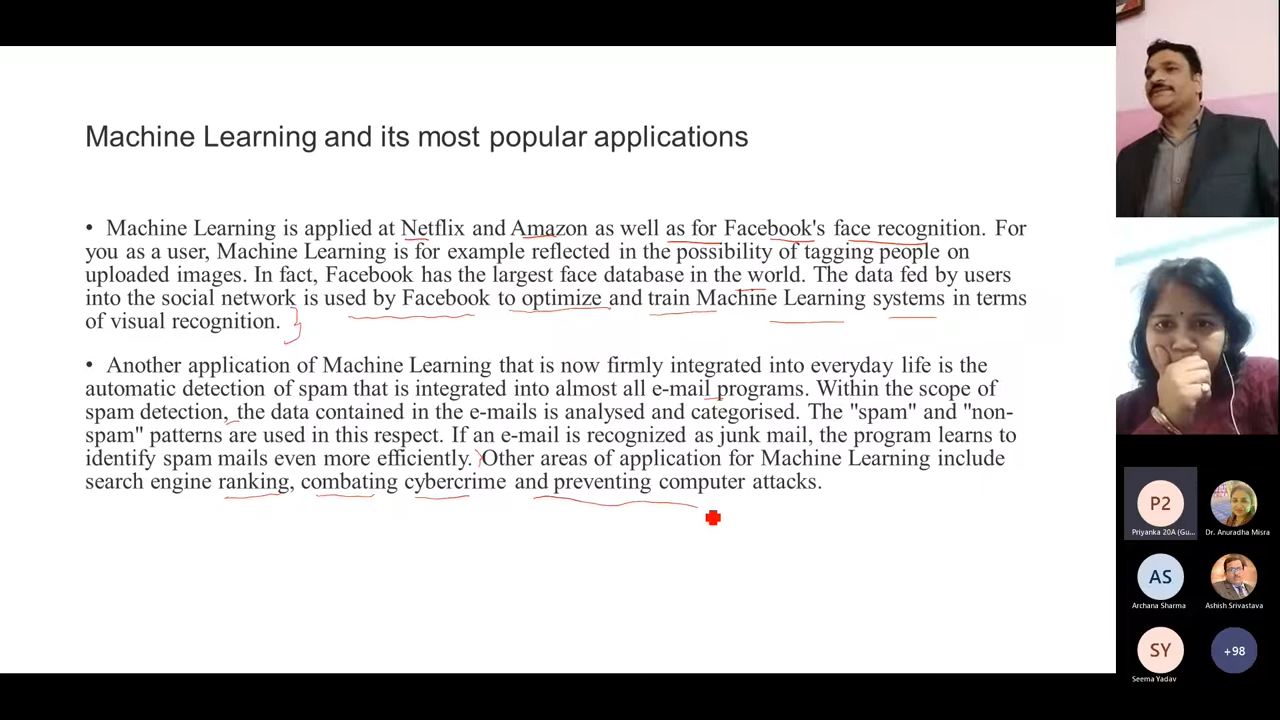 Machine Learning and its most popular applications
• Machine Learning is applied at Netflix and Amazon as well as for Facebook's face recognition. For
you as a user, Machine Learning is for example reflected in the possibility of tagging people on
uploaded images. In fact, Facebook has the largest face database in the world. The data fed by users
into the social network is used by Facebook to optimize and train Machine Learning systems in terms
of visual recognition.
• Another application of Machine Learning that is now firmly integrated into everyday life is the
automatic detection of spam that is integrated into almost all e-mail programs. Within the scope of
spam detection, the data contained in the e-mails is analysed and categorised. The "spam" and "non-
spam" patterns are used in this respect. If an e-mail is recognized as junk mail, the program learns to
identify spam mails even more efficiently. Other areas of application for Machine Learning include
search engine ranking, combating cybercrime and preventing computer attacks.
P2
Priyanka 20A (Gu...
Dr. Anuradha Misra
AS
Archana Sharma
Ashish Srivastava
SY
Seema Yadav
+98